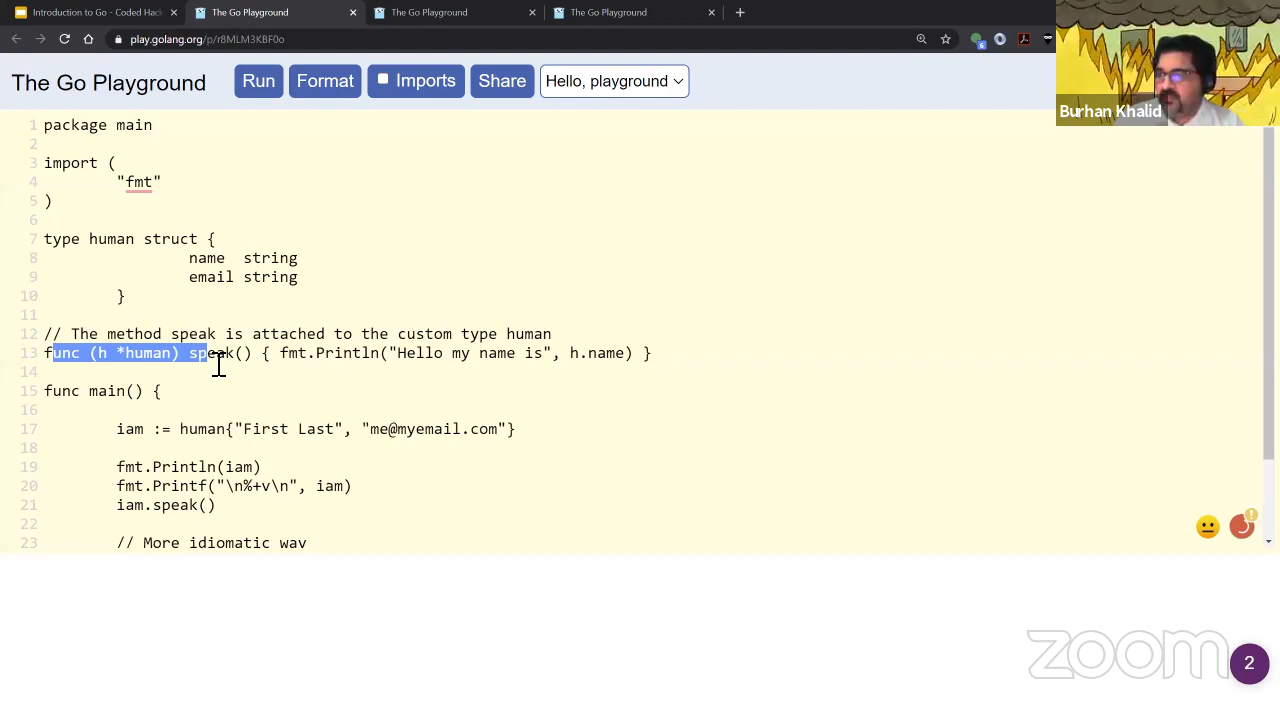 Introduction to Go - Coded Hack
The Go Playground
The Go Playground
The Go Playground
play.golang.org/p/r8MLM3KBF0o
6
The Go Playground
Run
Format
Imports
Share
Hello, playground
Burhan Khalid
1 package main
2
3 import (
4 "fmt"
5 )
6
7 type human struct {
8 name string
9 email string
10 }
11
12 // The method speak is attached to the custom type human
13 func (h *human) speak() { fmt.Println("Hello my name is", h.name) }
14
15 func main() {
16
17 iam := human{"First Last", "me@myemail.com"}
18
19 fmt.Println(iam)
20 fmt.Printf("\n%+v\n", iam)
21 iam.speak()
22
23 // More idiomatic way
zoom
2